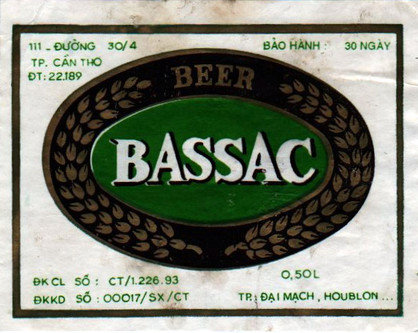 111 - ĐƯỜNG 30/4
BẢO HÀNH 30 NGÀY
TP. CẦN THƠ
ĐT: 22.189
BEER
BASSAC
ĐKCL SỐ : CT/1.226.93
0,50L
ĐKKD SỐ : 00017/SX/CT
TP: ĐẠI MẠCH, HOUBLON ...